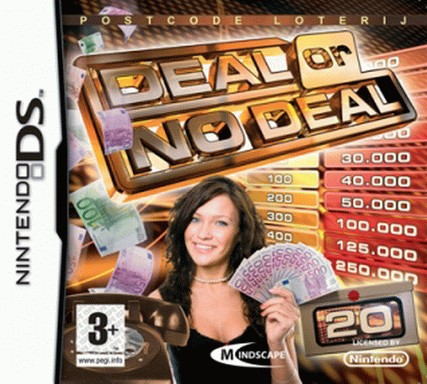 POSTCODE LOTERIJ
DEAL or
NO DEAL
NINTENDO DS™
30.000
100
40.000
200
50.000
300
100.000
400
125.000
250.000
20
LICENSED BY
Nintendo
3+
www.pegi.info
MINDSCAPE